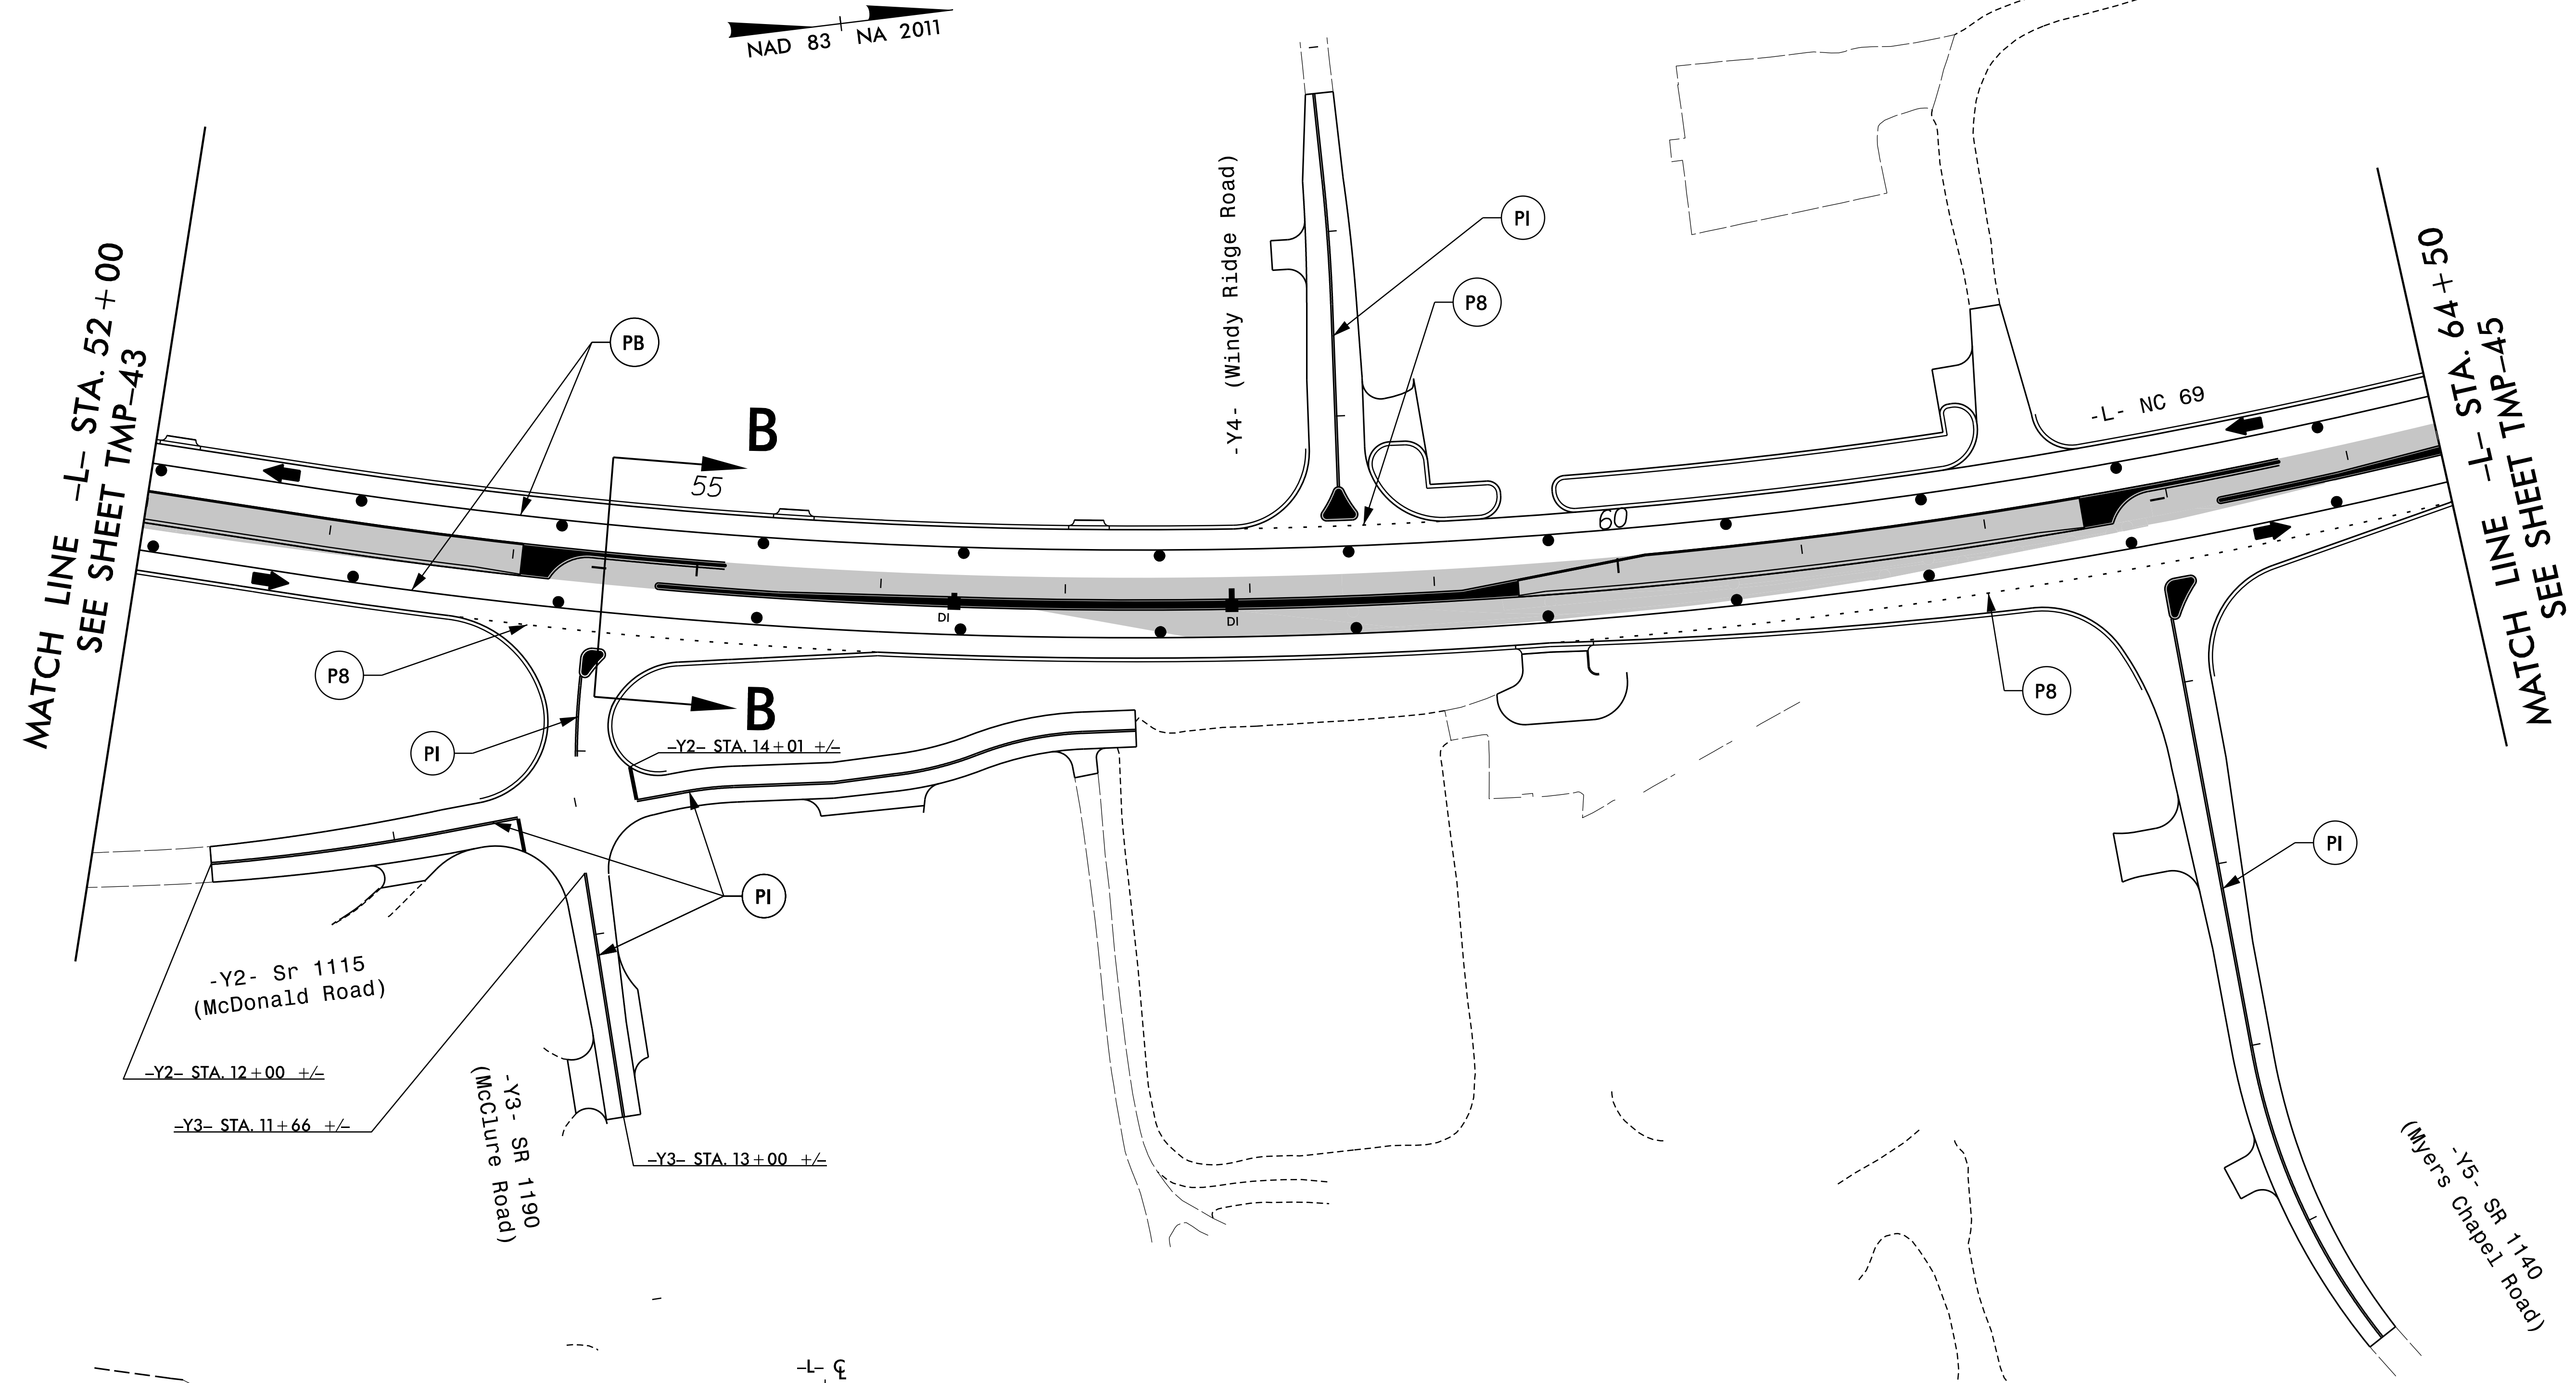 NAD 83 NA 2011
MATCH LINE -L- STA. 52+00
SEE SHEET TMP-43
PB
B
55
-Y4- (Windy Ridge Road)
PI
P8
60
-L- NC 69
MATCH LINE -L- STA. 64+50
SEE SHEET TMP-45
DI
DI
P8
PI
B
-Y2- STA. 14+01 +/-
P8
PI
PI
-Y2- Sr 1115
(McDonald Road)
-Y2- STA. 12+00 +/-
-Y3- STA. 11+66 +/-
-Y3- SR 1190
(McClure Road)
-Y3- STA. 13+00 +/-
-Y5- SR 1140
(Myers Chapel Road)
-L- ℄